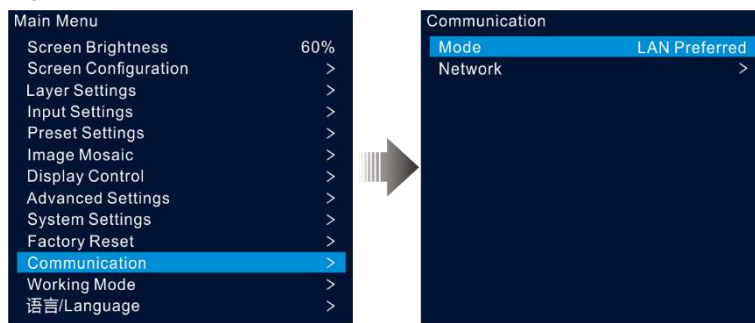 Main Menu
Screen Brightness 60%
Screen Configuration >
Layer Settings >
Input Settings >
Preset Settings >
Image Mosaic >
Display Control >
Advanced Settings >
System Settings >
Factory Reset >
Communication >
Working Mode >
语言/Language >
Communication
Mode LAN Preferred
Network >